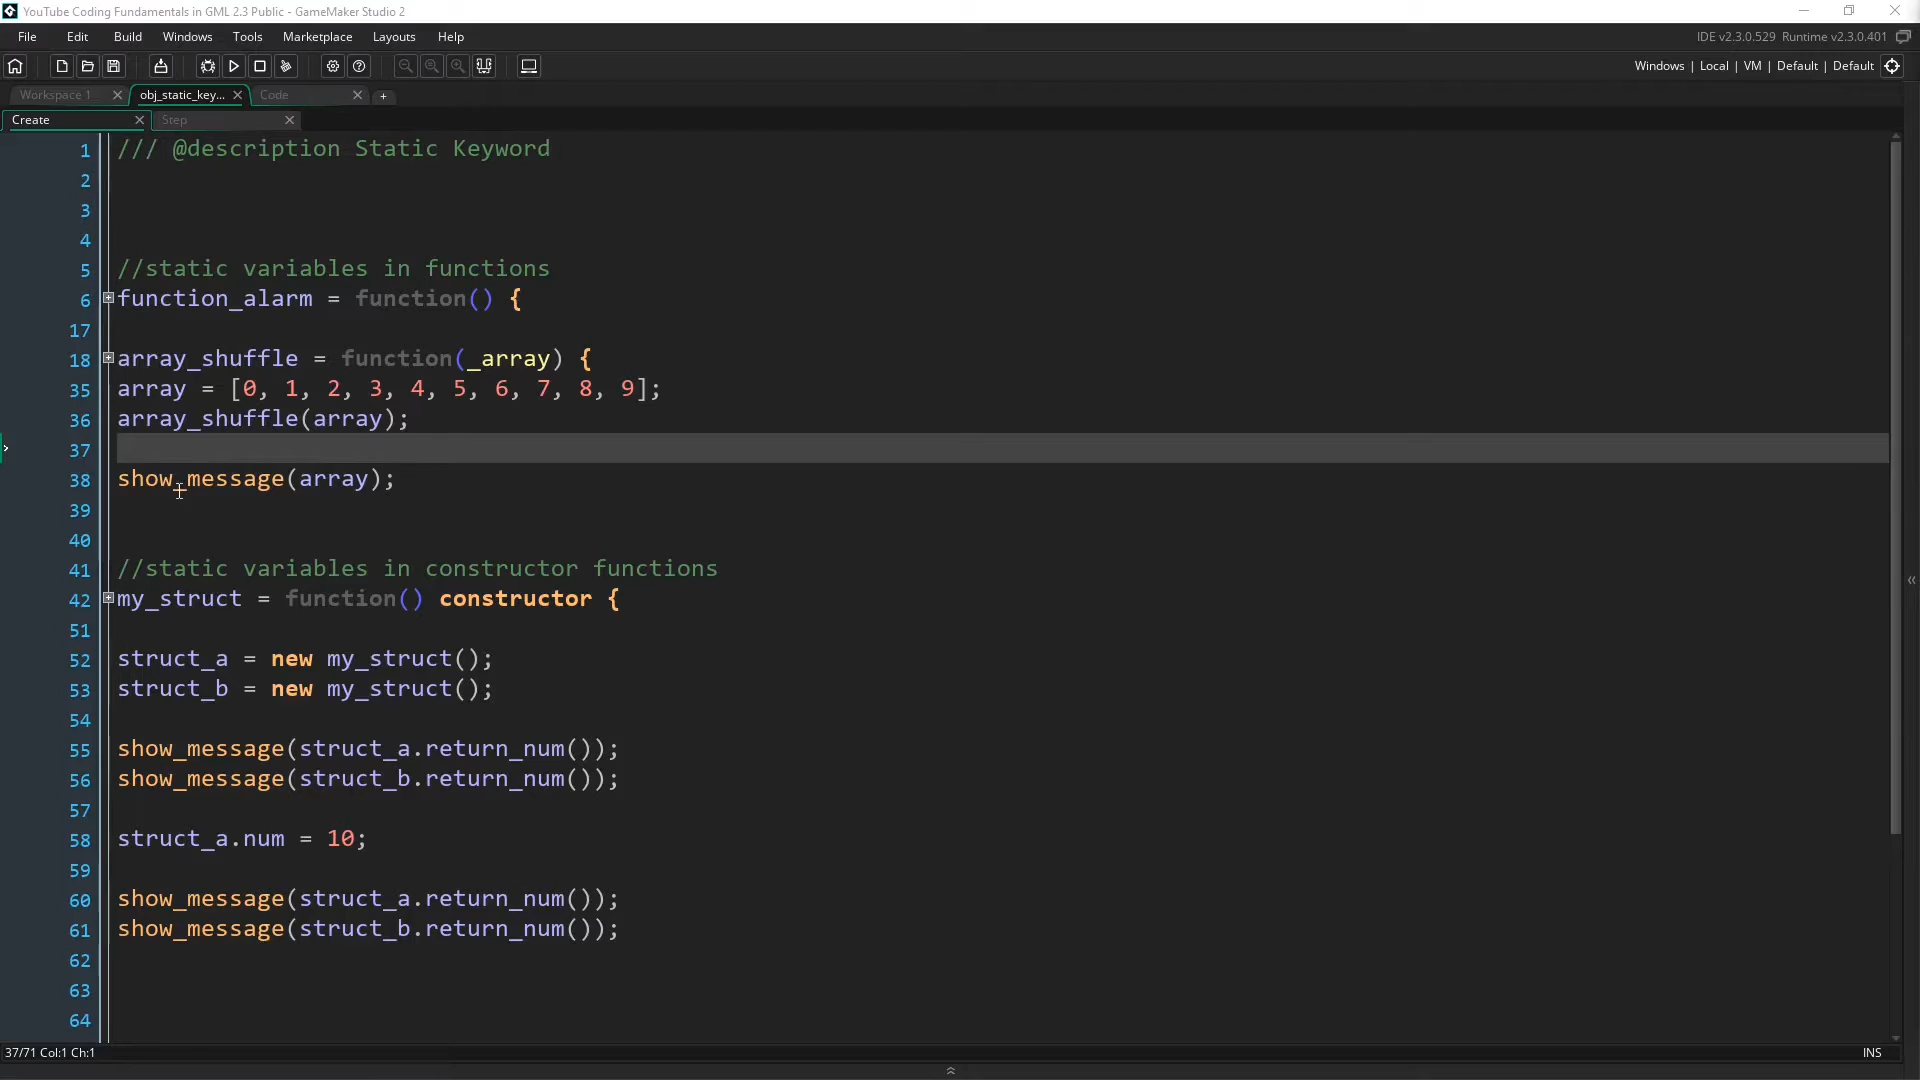 YouTube Coding Fundamentals in GML 2.3 Public - GameMaker Studio 2
File Edit Build Windows Tools Marketplace Layouts Help
IDE v2.3.0.529 Runtime v2.3.0.401
Windows | Local | VM | Default | Default
Workspace 1 obj_static_key... Code
Create Step
1 /// @description Static Keyword
2
3
4
5 //static variables in functions
6 function_alarm = function() {
17
18 array_shuffle = function(_array) {
35 array = [0, 1, 2, 3, 4, 5, 6, 7, 8, 9];
36 array_shuffle(array);
37
38 show_message(array);
39
40
41 //static variables in constructor functions
42 my_struct = function() constructor {
51
52 struct_a = new my_struct();
53 struct_b = new my_struct();
54
55 show_message(struct_a.return_num());
56 show_message(struct_b.return_num());
57
58 struct_a.num = 10;
59
60 show_message(struct_a.return_num());
61 show_message(struct_b.return_num());
62
63
64
37/71 Col:1 Ch:1 INS